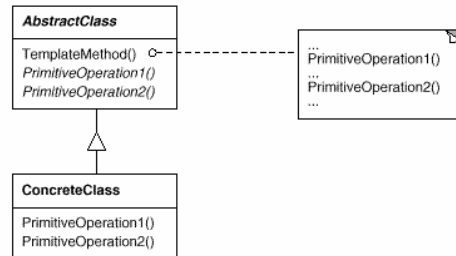 AbstractClass
TemplateMethod()
PrimitiveOperation1()
PrimitiveOperation2()
...
PrimitiveOperation1()
...
PrimitiveOperation2()
...
ConcreteClass
PrimitiveOperation1()
PrimitiveOperation2()